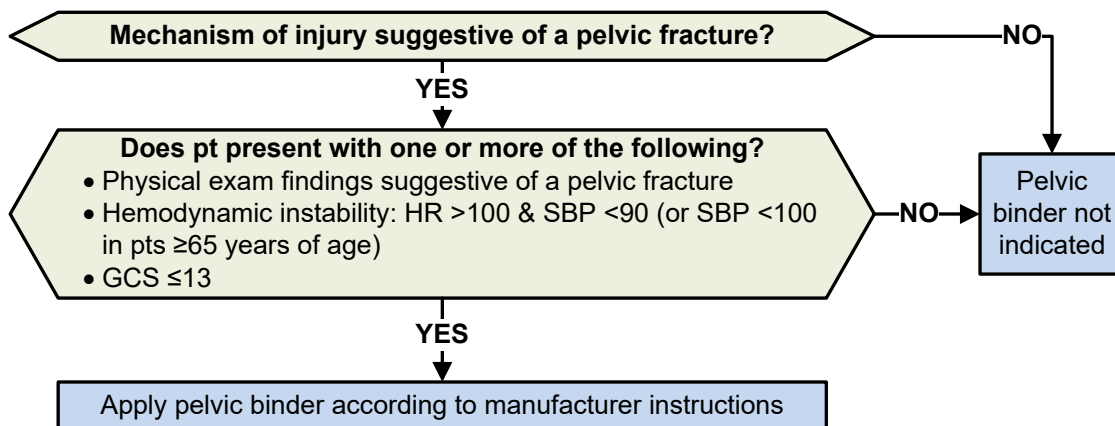 Mechanism of injury suggestive of a pelvic fracture?
NO
YES
Does pt present with one or more of the following?
• Physical exam findings suggestive of a pelvic fracture
• Hemodynamic instability: HR >100 & SBP <90 (or SBP <100
in pts ≥65 years of age)
• GCS ≤13
NO
Pelvic
binder not
indicated
YES
Apply pelvic binder according to manufacturer instructions